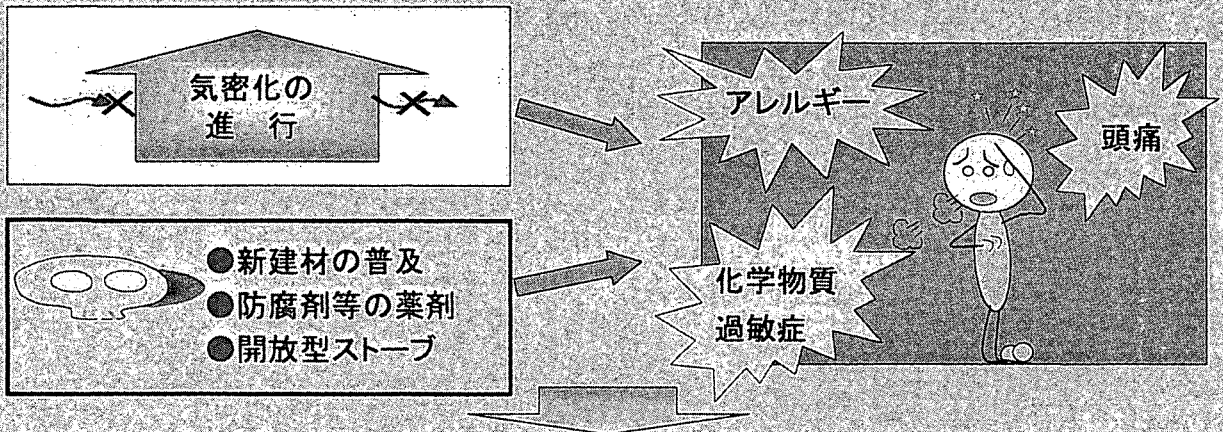 気密化の
進 行
アレルギー
頭痛
●新建材の普及
●防腐剤等の薬剤
●開放型ストーブ
化学物質
過敏症